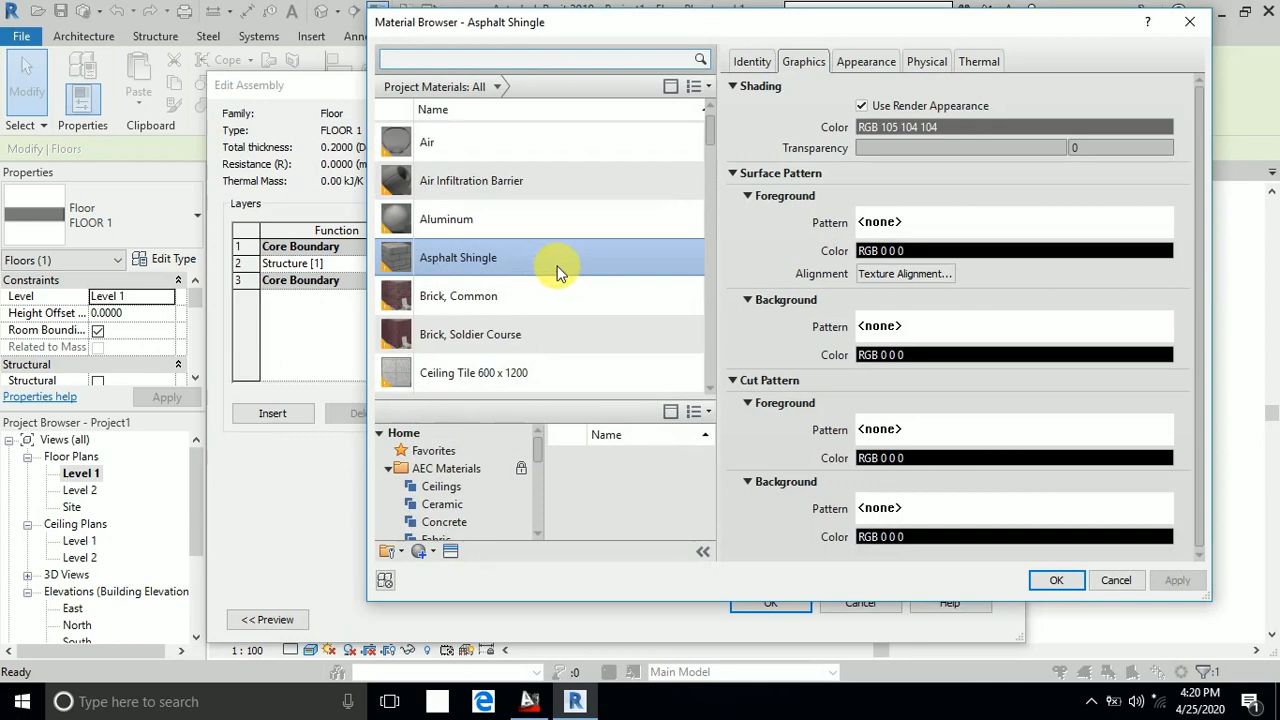 Material Browser - Asphalt Shingle
?
File
Architecture
Structure
Steel
Insert
Modify
Cope
Paste
Select
Properties
Clipboard
Modify | Floors
Properties
Floor
FLOOR 1
Floors (1)
Edit Type
Constraints
Level
Level 1
Height Offset ...
0.0000
Room Boundi...
Related to Mass
Structural
Structural
Properties help
Apply
Project Browser - Project1
Views (all)
Floor Plans
Level 1
Level 2
Site
Ceiling Plans
Level 1
Level 2
3D Views
Elevations (Building Elevation
East
North
South
Edit Assembly
Family:
Floor
Type:
FLOOR 1
Total thickness:
0.2000 (D
Resistance (R):
0.0000 (m
Thermal Mass:
0.00 kJ/K
Layers
Function
1
Core Boundary
2
Structure [1]
3
Core Boundary
Insert
<< Preview
OK
Cancel
Help
Project Materials: All
Name
Air
Air Infiltration Barrier
Aluminum
Asphalt Shingle
Brick, Common
Brick, Soldier Course
Ceiling Tile 600 x 1200
Home
Favorites
AEC Materials
Ceilings
Ceramic
Concrete
Fabric
Name
Identity
Graphics
Appearance
Physical
Thermal
Shading
Use Render Appearance
Color
RGB 105 104 104
Transparency
0
Surface Pattern
Foreground
Pattern
<none>
Color
RGB 0 0 0
Alignment
Texture Alignment...
Background
Pattern
<none>
Color
RGB 0 0 0
Cut Pattern
Foreground
Pattern
<none>
Color
RGB 0 0 0
Background
Pattern
<none>
Color
RGB 0 0 0
OK
Cancel
Apply
1 : 100
Ready
:0
Main Model
:1
Type here to search
4:20 PM
4/25/2020